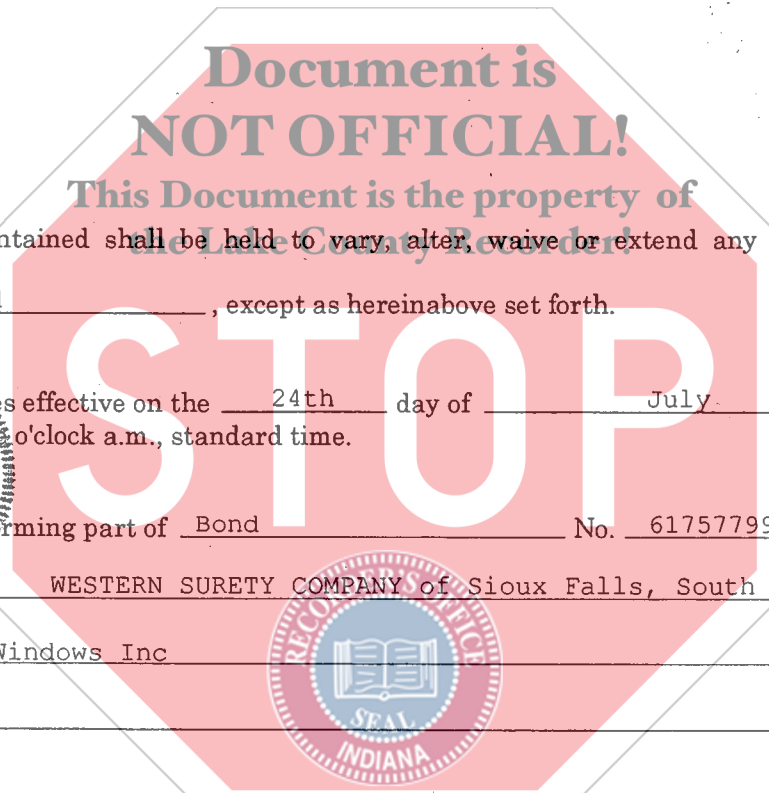 Document is
NOT OFFICIAL!
This Document is the property of
the Lake County Recorder!
ntained shall be held to vary, alter, waive or extend any
, except as hereinabove set forth.
s effective on the 24th day of July
o'clock a.m., standard time.
STOP
rming part of Bond No. 61757799
WESTERN SURETY COMPANY of Sioux Falls, South
Windows Inc
RECORDER'S OFFICE
SEAL
INDIANA